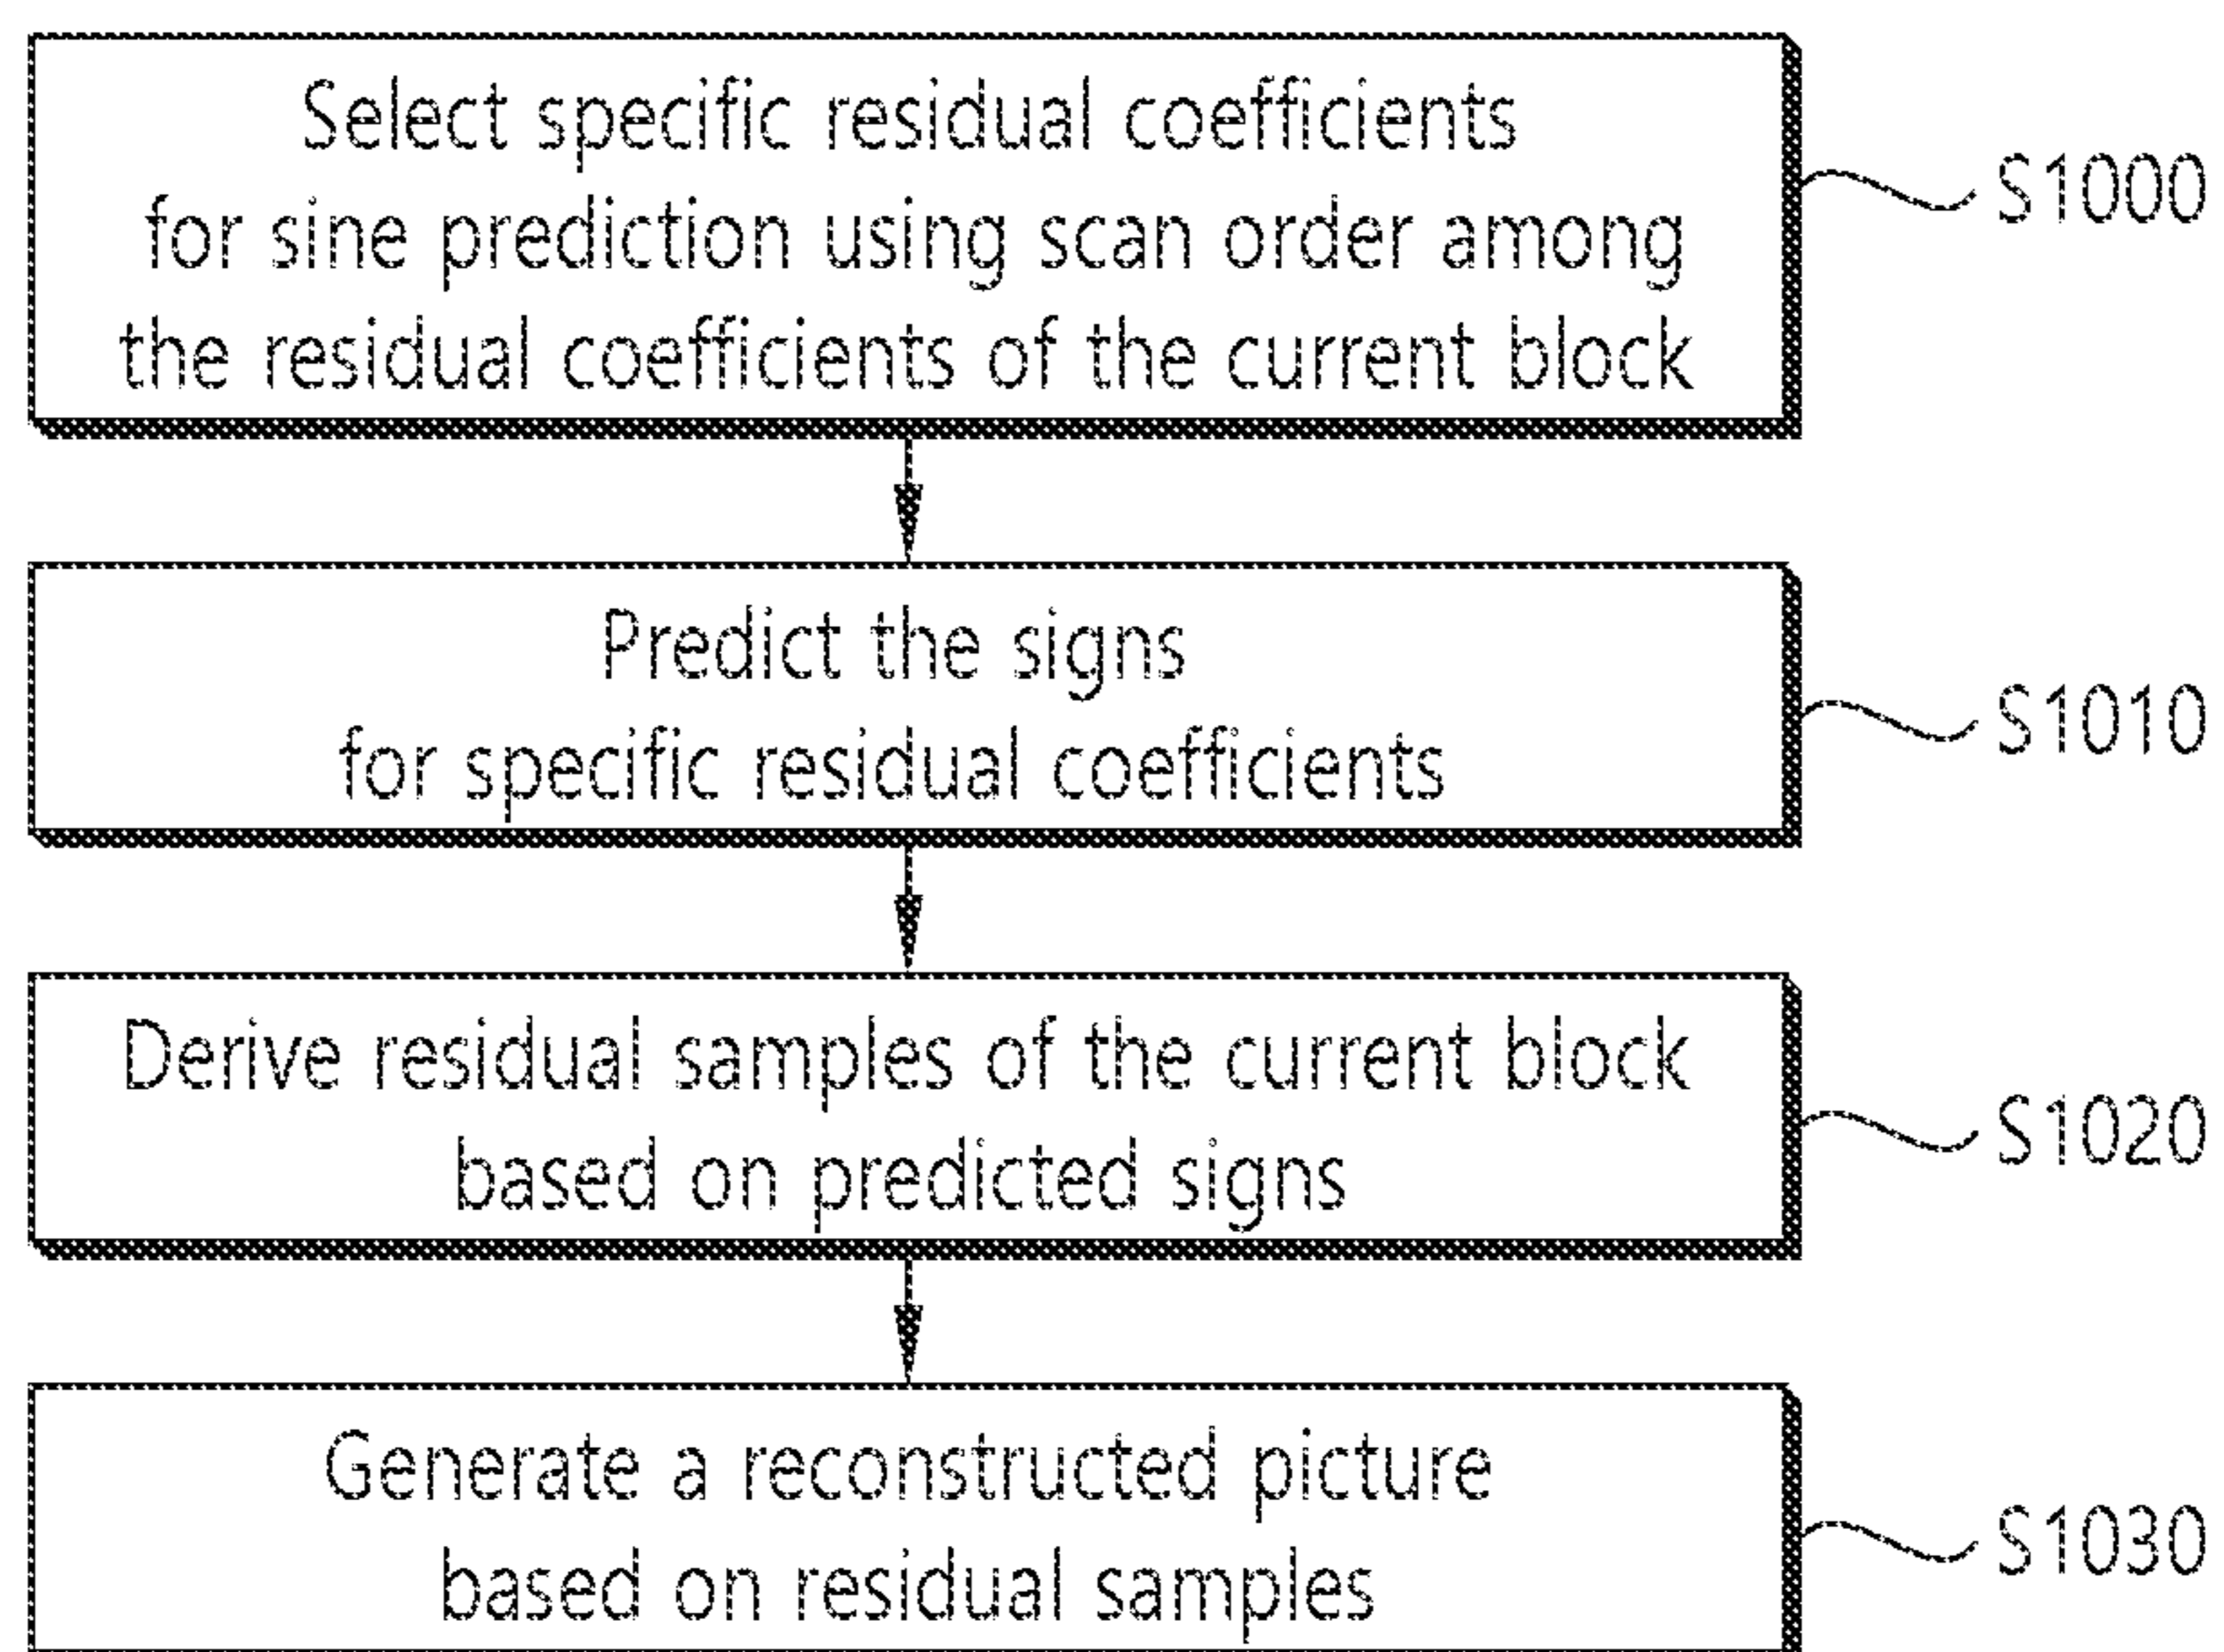 Select specific residual coefficients
for sine prediction using scan order among
the residual coefficients of the current block
S1000
Predict the signs
for specific residual coefficients
S1010
Derive residual samples of the current block
based on predicted signs
S1020
Generate a reconstructed picture
based on residual samples
S1030